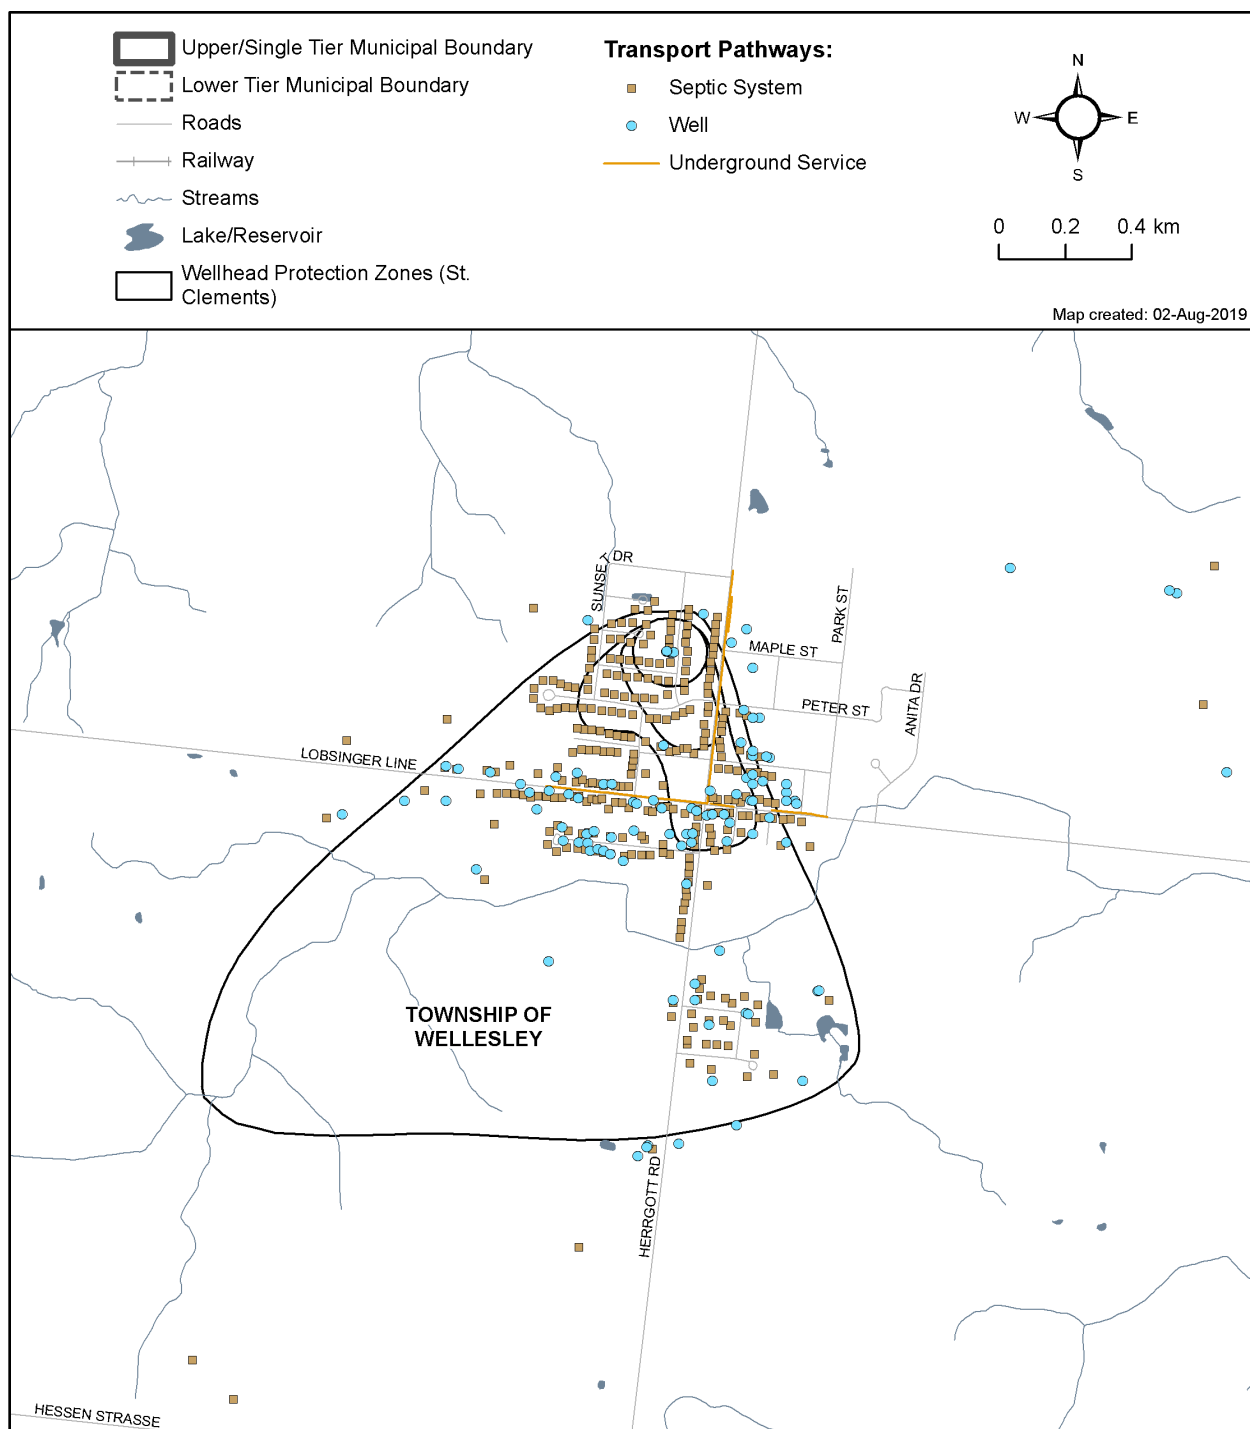 Upper/Single Tier Municipal Boundary
Lower Tier Municipal Boundary
Roads
Railway
Streams
Lake/Reservoir
Wellhead Protection Zones (St.
Clements)
Transport Pathways:
Septic System
Well
Underground Service
N
W
E
S
0 0.2 0.4 km
Map created: 02-Aug-2019
SUNSET DR
PARK ST
MAPLE ST
PETER ST
ANITA DR
LOBSINGER LINE
TOWNSHIP OF
WELLESLEY
HERRGOTT RD
HESSEN STRASSE